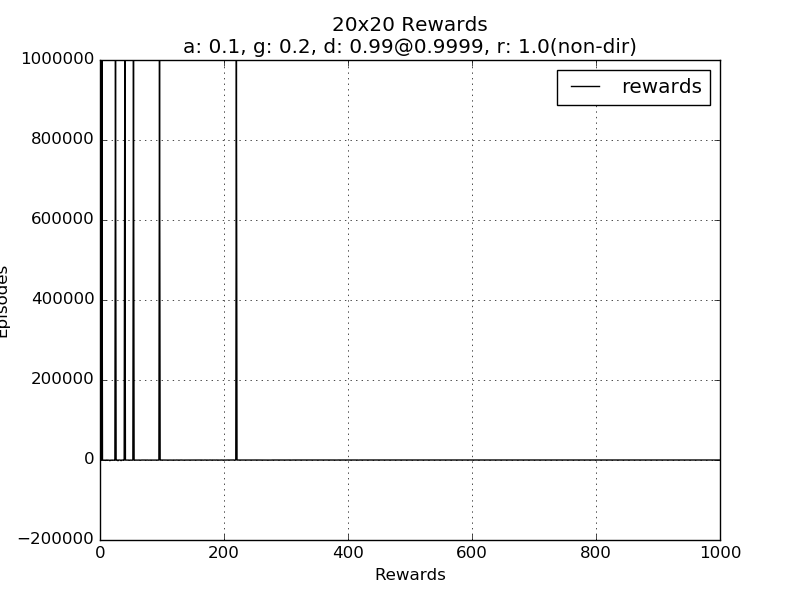 20x20 Rewards
a: 0.1, g: 0.2, d: 0.99@0.9999, r: 1.0(non-dir)
rewards
1000000
800000
600000
400000
200000
0
−200000
Episodes
0 200 400 600 800 1000
Rewards